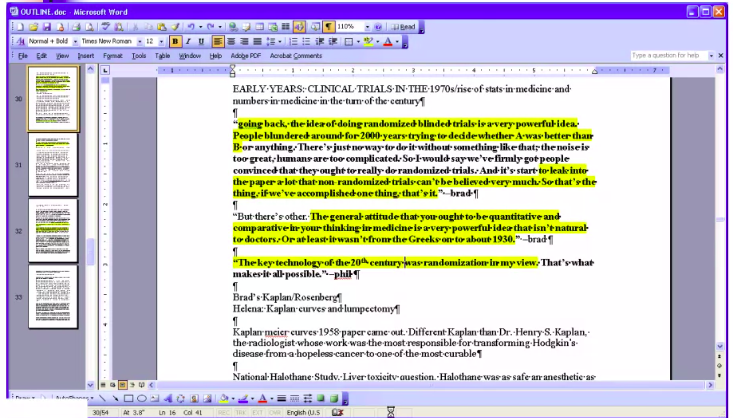 OUTLINE.doc - Microsoft Word
110%
Read
Normal + Bold
Times New Roman
12
B I U
File Edit View Insert Format Tools Table Window Help Adobe PDF Acrobat Comments
Type a question for help
EARLY YEARS: CLINICAL TRIALS IN THE 1970s/rise of stats in medicine and
numbers in medicine in the turn of the century¶
¶
“going back, the idea of doing randomized blinded trials is a very powerful idea.
People blundered around for 2000 years trying to decide whether A was better than
B or anything. There’s just no way to do it without something like that; the noise is
too great, humans are too complicated. So I would say we’ve firmly got people
convinced that they ought to really do randomized trials. And it’s start to leak into
the paper a lot that non-randomized trials can’t be believed very much. So that’s the
thing, if we’ve accomplished one thing, that’s it.” --brad ¶
¶
“But there’s other. The general attitude that you ought to be quantitative and
comparative in your thinking in medicine is a very powerful idea that isn’t natural
to doctors. Or at least it wasn’t from the Greeks on to about 1930.” --brad ¶
¶
“The key technology of the 20th century was randomization in my view. That’s what
makes it all possible.” --phil ¶
¶
Brad’s Kaplan/Rosenberg¶
Helena: Kaplan curves and lumpectomy¶
¶
Kaplan meier curves 1958 paper came out. Different Kaplan than Dr. Henry S. Kaplan,
the radiologist whose work was the most responsible for transforming Hodgkin’s
disease from a hopeless cancer to one of the most curable¶
¶
National Halothane Study. Liver toxicity question. Halothane was as safe an anesthetic as
30
31
32
33
Draw
AutoShapes
30/54 At 3.8" Ln 16 Col 41 REC TRK EXT OVR English (U.S